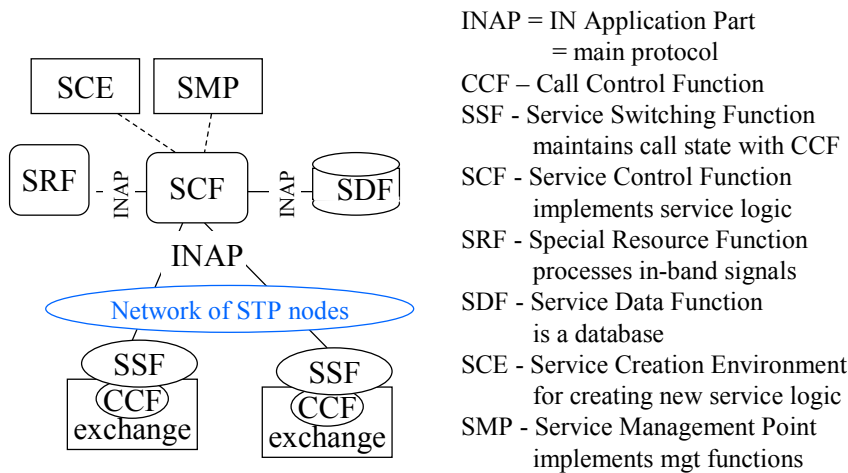 SCE
SMP
SRF
INAP
SCF
INAP
SDF
INAP
Network of STP nodes
SSF
CCF
exchange
SSF
CCF
exchange
INAP = IN Application Part
= main protocol
CCF – Call Control Function
SSF - Service Switching Function
maintains call state with CCF
SCF - Service Control Function
implements service logic
SRF - Special Resource Function
processes in-band signals
SDF - Service Data Function
is a database
SCE - Service Creation Environment
for creating new service logic
SMP - Service Management Point
implements mgt functions